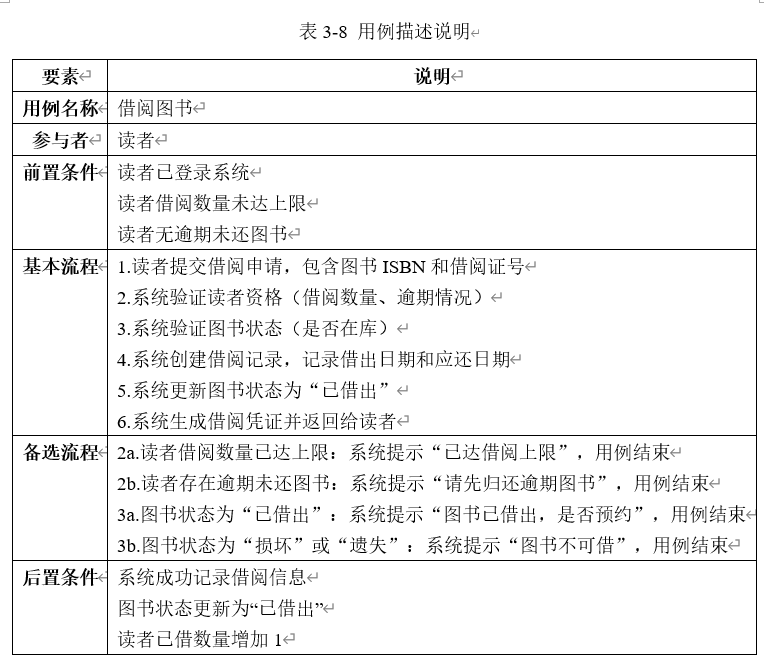 表 3-8 用例描述说明
要素 说明
用例名称 借阅图书
参与者 读者
前置条件 读者已登录系统
读者借阅数量未达上限
读者无逾期未还图书
基本流程 1.读者提交借阅申请，包含图书 ISBN 和借阅证号
2.系统验证读者资格（借阅数量、逾期情况）
3.系统验证图书状态（是否在库）
4.系统创建借阅记录，记录借出日期和应还日期
5.系统更新图书状态为“已借出”
6.系统生成借阅凭证并返回给读者
备选流程 2a.读者借阅数量已达上限：系统提示“已达借阅上限”，用例结束
2b.读者存在逾期未还图书：系统提示“请先归还逾期图书”，用例结束
3a.图书状态为“已借出”：系统提示“图书已借出，是否预约”，用例结束
3b.图书状态为“损坏”或“遗失”：系统提示“图书不可借”，用例结束
后置条件 系统成功记录借阅信息
图书状态更新为“已借出”
读者已借数量增加 1